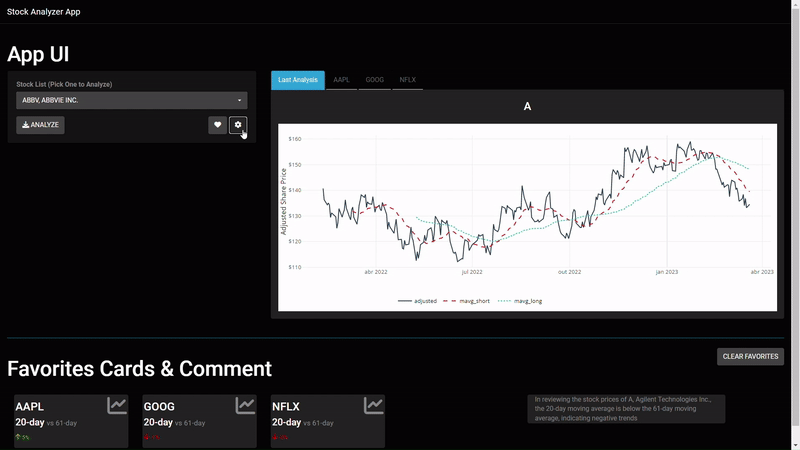 Stock Analyzer App
App UI
Stock List (Pick One to Analyze)
ABBV, ABBVIE INC.
ANALYZE
Last Analysis
AAPL
GOOG
NFLX
A
Adjusted Share Price
$160
$150
$140
$130
$120
$110
abr 2022
jul 2022
out 2022
jan 2023
abr 2023
adjusted
mavg_short
mavg_long
Favorites Cards & Comment
CLEAR FAVORITES
AAPL
20-day vs 61-day
GOOG
20-day vs 61-day
NFLX
20-day vs 61-day
In reviewing the stock prices of A, Agilent Technologies Inc.,
the 20-day moving average is below the 61-day moving
average, indicating negative trends